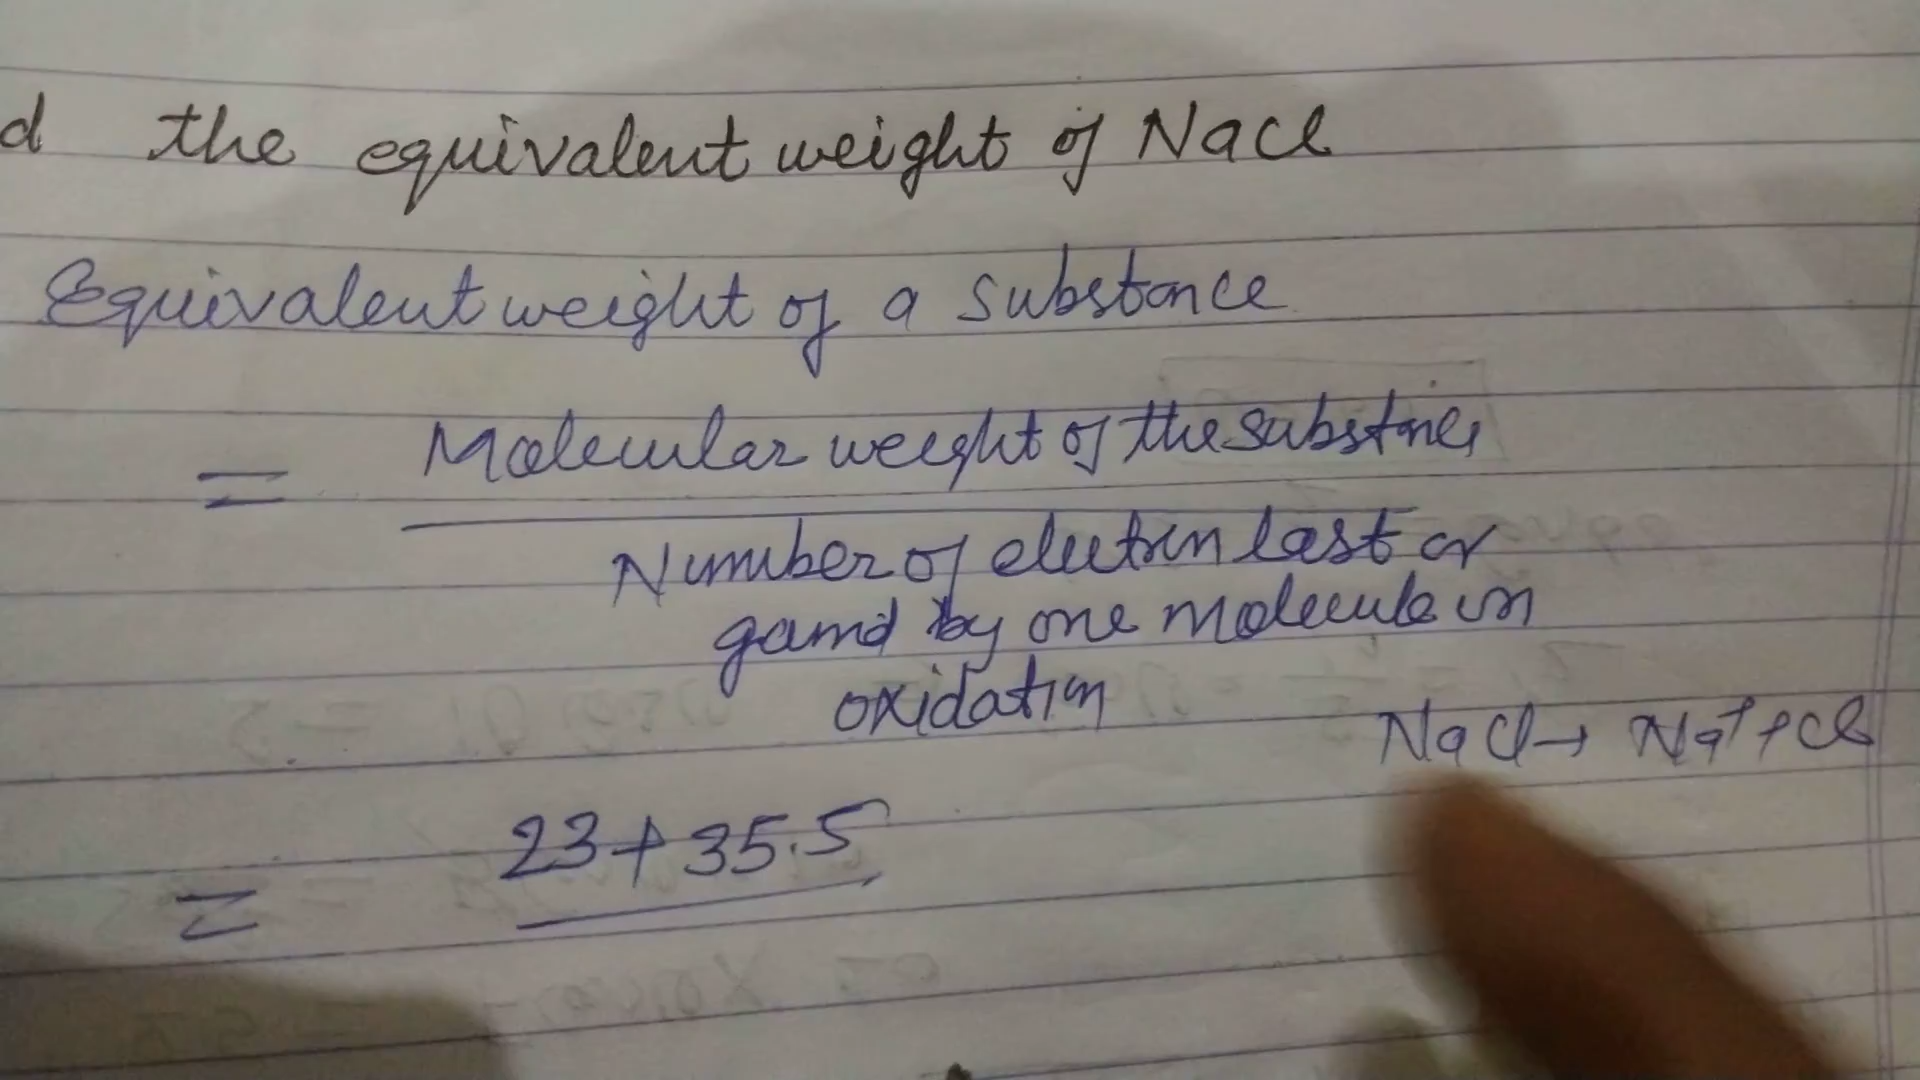 d the equivalent weight of NaCl
Equivalent weight of a substance
= Molecular weight of the substance
Number of electron lost or
gained by one molecule in
oxidation
NaCl → Na⁺ + Cl
= 23 + 35.5